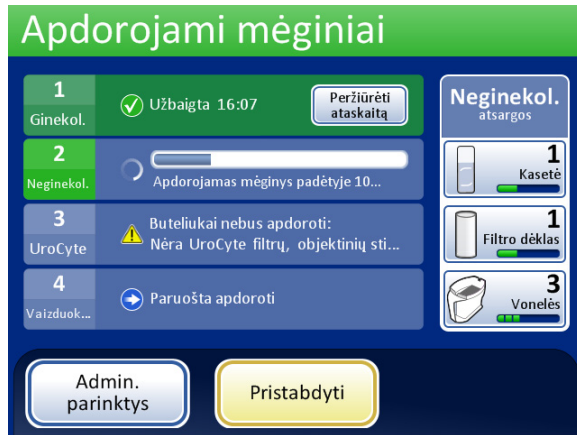 Apdorojami mėginiai
1
Ginekol.
Užbaigta 16:07
Peržiūrėti
ataskaitą
2
Neginekol.
Apdorojamas mėginys padėtyje 10...
3
UroCyte
Buteliukai nebus apdoroti:
Nėra UroCyte filtrų, objektinių sti...
4
Vaizduok...
Paruošta apdoroti
Neginekol.
atsargos
1
Kasetė
1
Filtro dėklas
3
Vonelės
Admin.
parinktys
Pristabdyti